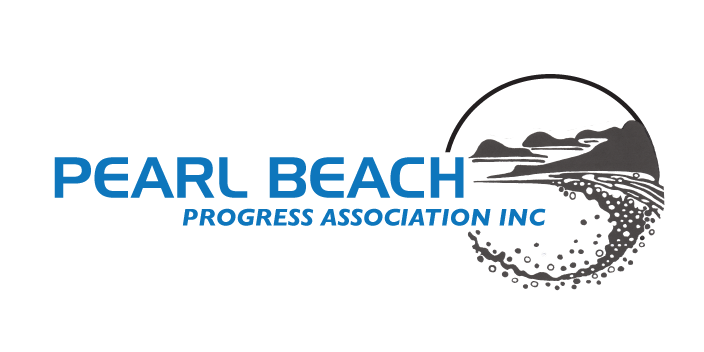 PEARL BEACH
PROGRESS ASSOCIATION INC